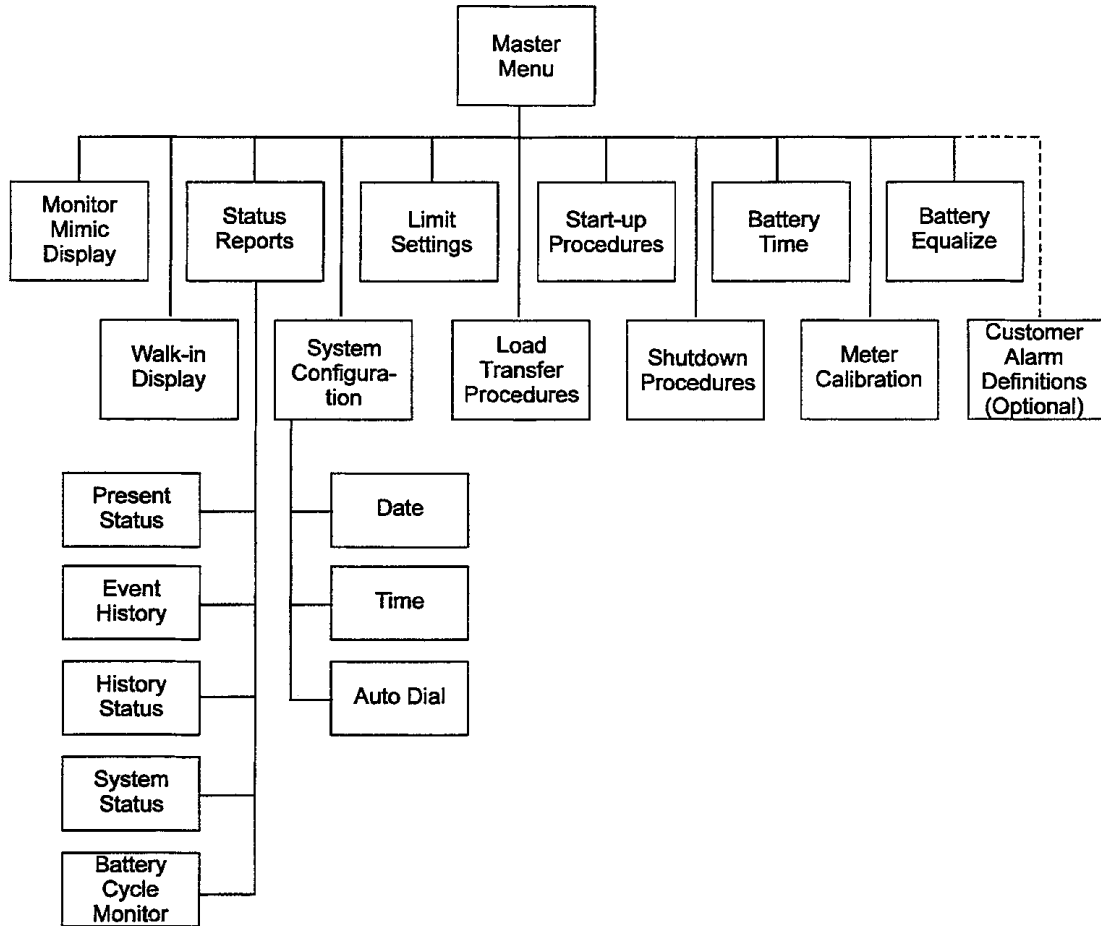 Master
Menu
Monitor
Mimic
Display
Status
Reports
Limit
Settings
Start-up
Procedures
Battery
Time
Battery
Equalize
Walk-in
Display
System
Configura-
tion
Load
Transfer
Procedures
Shutdown
Procedures
Meter
Calibration
Customer
Alarm
Definitions
(Optional)
Present
Status
Date
Event
History
Time
History
Status
Auto Dial
System
Status
Battery
Cycle
Monitor